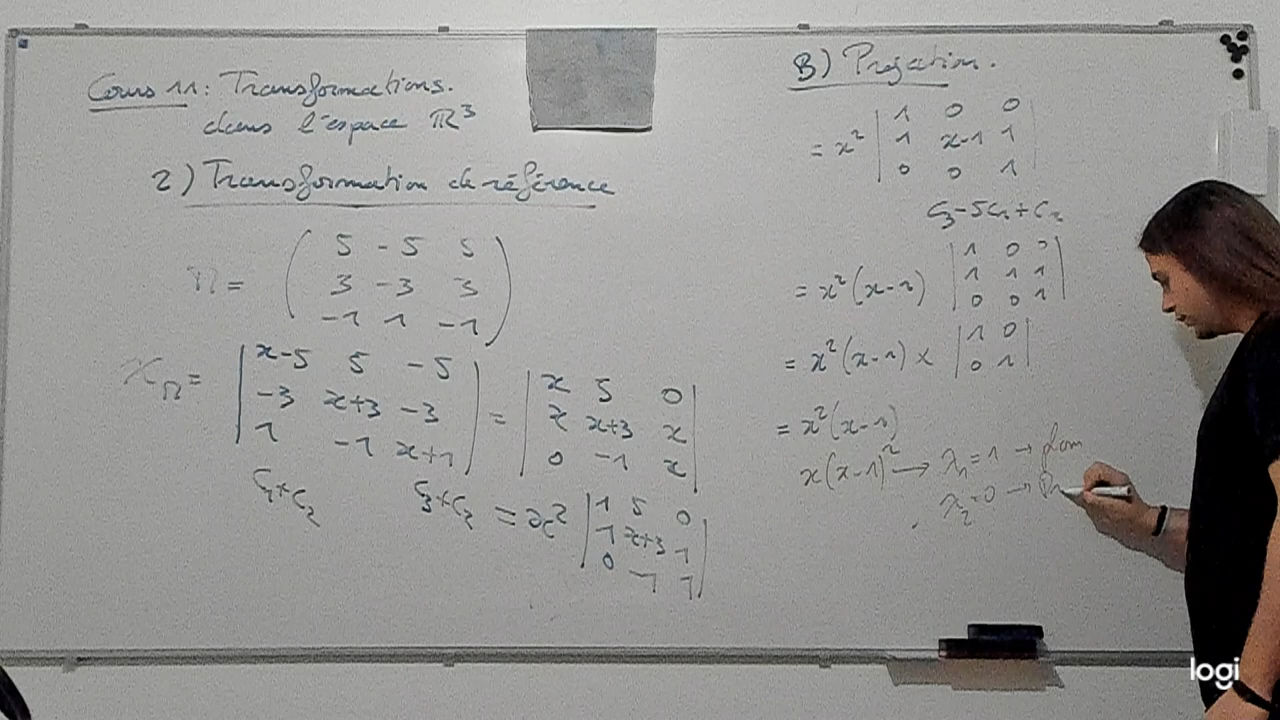 Cours 11: Transformations.
dans l'espace ℝ³
2) Transformation de référence
M = ( 5 -5 5
3 -3 3
-1 1 -1 )
χ_M = | x-5 5 -5
-3 x+3 -3
1 -1 x+1 | = | x 5 0
x x+3 x
0 -1 x |
C₁+C₂ C₃+C₂ = x² | 1 5 0
1 x+3 1
0 -1 1 |
B) Projection.
= x² | 1 0 0
1 x-1 1
0 0 1 |
C₃-5C₁+C₂
= x²(x-1) | 1 0 0
1 1 1
0 0 1 |
= x²(x-1) × | 1 0
0 1 |
= x²(x-1)
x(x-1)² → λ₁=1 →
λ₂=0 →
logi